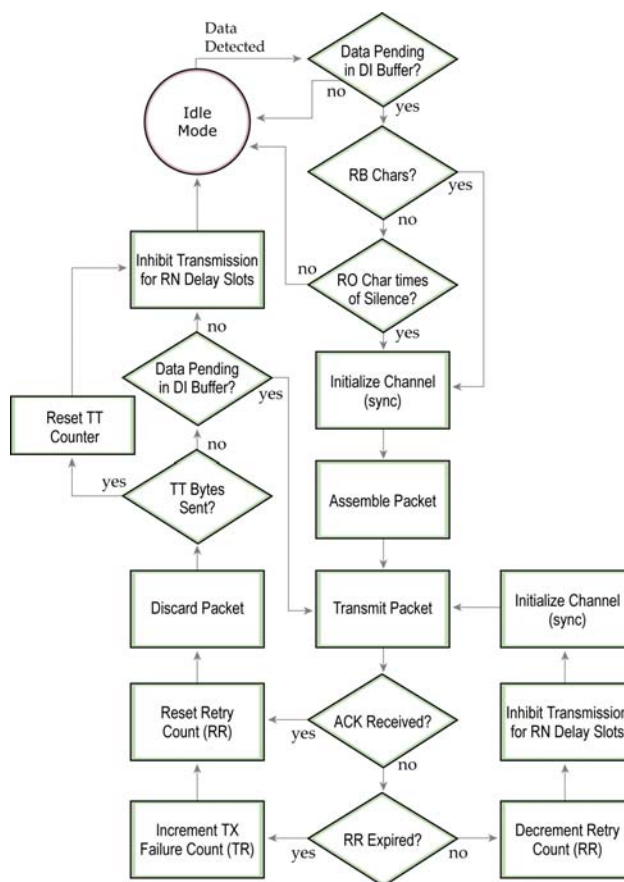 Data
Detected
Data Pending
in DI Buffer?
no
yes
Idle
Mode
RB Chars?
yes
no
Inhibit Transmission
for RN Delay Slots
no
RO Char times
of Silence?
yes
no
Data Pending
in DI Buffer?
yes
Initialize Channel
(sync)
Reset TT
Counter
no
yes
TT Bytes
Sent?
Assemble Packet
Discard Packet
Transmit Packet
Initialize Channel
(sync)
Reset Retry
Count (RR)
yes
ACK Received?
no
Inhibit Transmission
for RN Delay Slots
Increment TX
Failure Count (TR)
yes
RR Expired?
no
Decrement Retry
Count (RR)